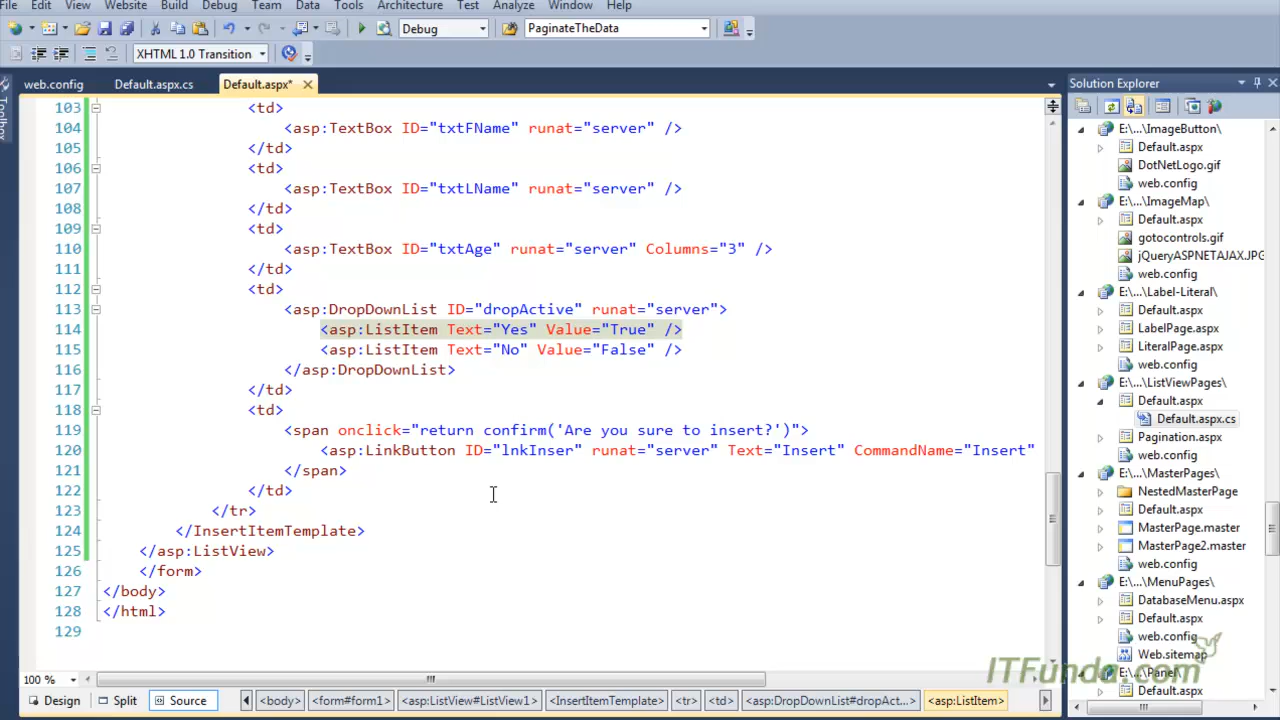 File Edit View Website Build Debug Team Data Tools Architecture Test Analyze Window Help
Debug PaginateTheData
XHTML 1.0 Transition
web.config Default.aspx.cs Default.aspx*
Toolbox
103 <td>
104 <asp:TextBox ID="txtFName" runat="server" />
105 </td>
106 <td>
107 <asp:TextBox ID="txtLName" runat="server" />
108 </td>
109 <td>
110 <asp:TextBox ID="txtAge" runat="server" Columns="3" />
111 </td>
112 <td>
113 <asp:DropDownList ID="dropActive" runat="server">
114 <asp:ListItem Text="Yes" Value="True" />
115 <asp:ListItem Text="No" Value="False" />
116 </asp:DropDownList>
117 </td>
118 <td>
119 <span onclick="return confirm('Are you sure to insert?')">
120 <asp:LinkButton ID="lnkInser" runat="server" Text="Insert" CommandName="Insert"
121 </span>
122 </td>
123 </tr>
124 </InsertItemTemplate>
125 </asp:ListView>
126 </form>
127 </body>
128 </html>
129
100 %
Design Split Source <body> <form#form1> <asp:ListView#ListView1> <InsertItemTemplate> <tr> <td> <asp:DropDownList#dropAct...> <asp:ListItem>
Solution Explorer
E:\...\ImageButton\
Default.aspx
DotNetLogo.gif
web.config
E:\...\ImageMap\
Default.aspx
gotocontrols.gif
jQueryASPNETAJAX.JPG
web.config
E:\...\Label-Literal\
Default.aspx
LabelPage.aspx
LiteralPage.aspx
web.config
E:\...\ListViewPages\
Default.aspx
Default.aspx.cs
Pagination.aspx
web.config
E:\...\MasterPages\
NestedMasterPage
Default.aspx
MasterPage.master
MasterPage2.master
web.config
E:\...\MenuPages\
DatabaseMenu.aspx
Default.aspx
web.config
Web.sitemap
E:\...\Panel\
Default.aspx
ITFunda.com